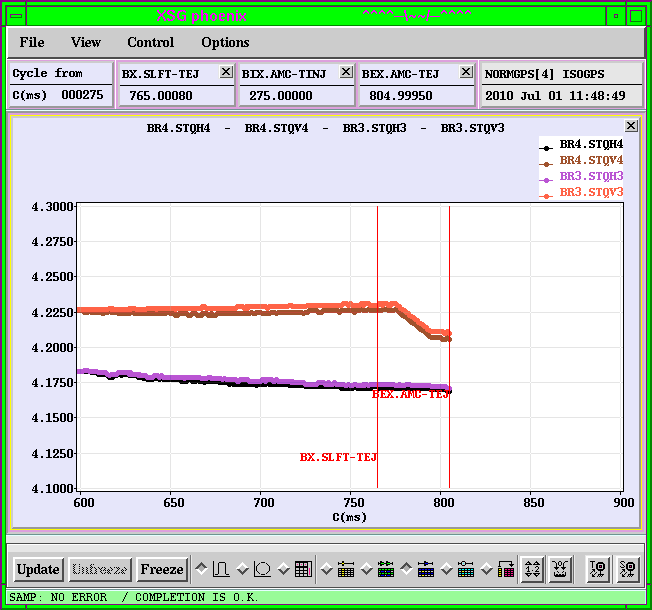 XSG phoenix ^^^^–\~~/–^^^^
File View Control Options
Cycle from
C(ms) 000275
BX.SLFT-TEJ
765.00080
BIX.AMC-TINJ
275.00000
BEX.AMC-TEJ
804.99950
NORMGPS[4] ISOGPS
2010 Jul 01 11:48:49
BR4.STQH4 - BR4.STQV4 - BR3.STQH3 - BR3.STQV3
BR4.STQH4
BR4.STQV4
BR3.STQH3
BR3.STQV3
4.3000
4.2750
4.2500
4.2250
4.2000
4.1750
4.1500
4.1250
4.1000
BEX.AMC-TEJ
BX.SLFT-TEJ
600 650 700 750 800 850 900
C(ms)
Update Unfreeze Freeze
1.2
SAMP: NO ERROR / COMPLETION IS O.K.